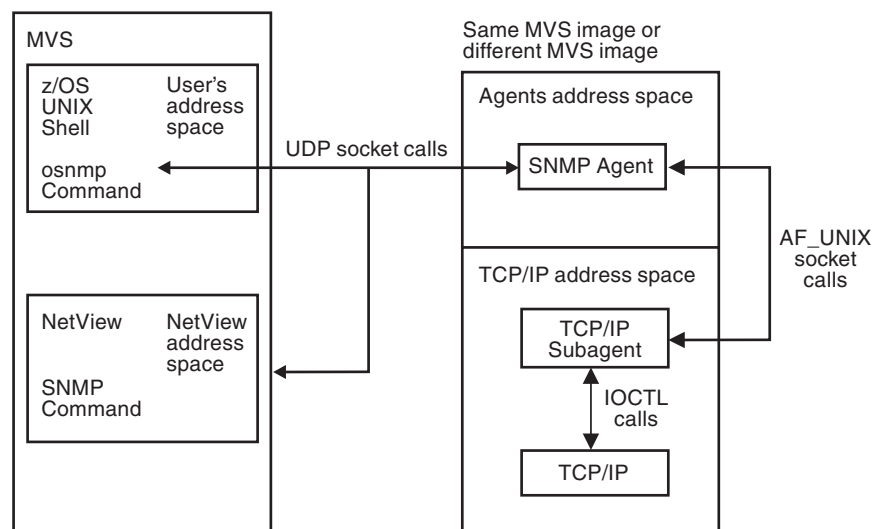 MVS
z/OS
UNIX
Shell
User's
address
space
osnmp
Command
UDP socket calls
NetView
NetView
address
space
SNMP
Command
Same MVS image or
different MVS image
Agents address space
SNMP Agent
AF_UNIX
socket
calls
TCP/IP address space
TCP/IP
Subagent
IOCTL
calls
TCP/IP